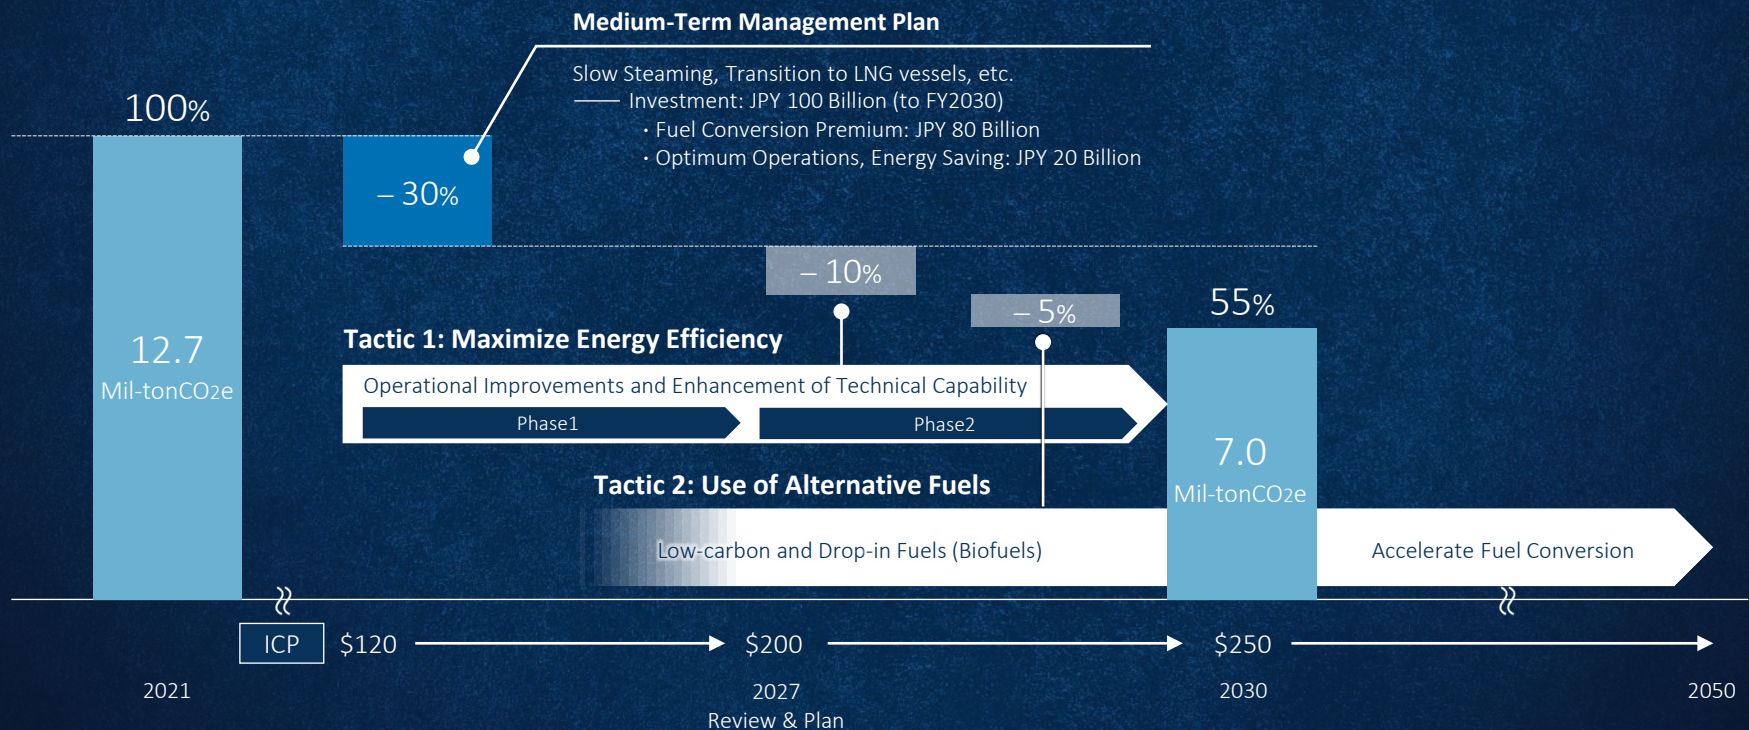 Medium-Term Management Plan
Slow Steaming, Transition to LNG vessels, etc.
Investment: JPY 100 Billion (to FY2030)
・Fuel Conversion Premium: JPY 80 Billion
・Optimum Operations, Energy Saving: JPY 20 Billion
100%
– 30%
– 10%
– 5%
55%
12.7
Mil-tonCO2e
Tactic 1: Maximize Energy Efficiency
Operational Improvements and Enhancement of Technical Capability
Phase1
Phase2
7.0
Mil-tonCO2e
Tactic 2: Use of Alternative Fuels
Low-carbon and Drop-in Fuels (Biofuels)
Accelerate Fuel Conversion
ICP
$120
$200
$250
2021
2027
Review & Plan
2030
2050